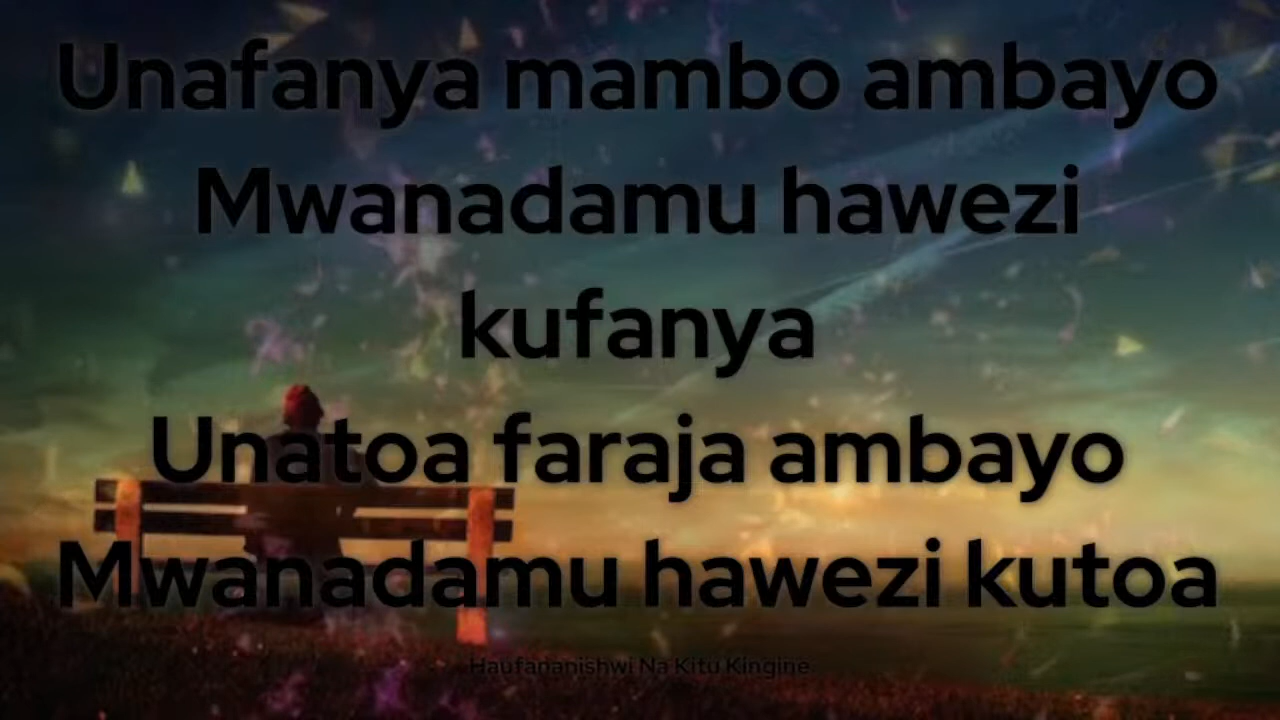 Unafanya mambo ambayo
Mwanadamu hawezi
kufanya
Unatoa faraja ambayo
Mwanadamu hawezi kutoa
Haufananishwi Na Kitu Kingine